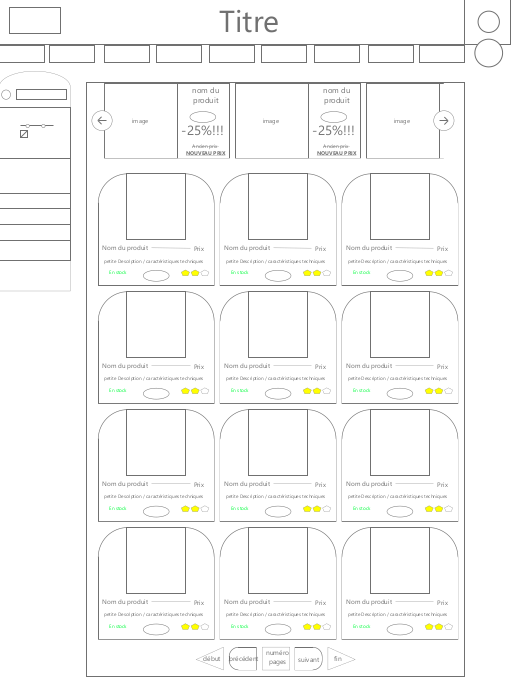 Titre
image
nom du
produit
-25%!!!
Ancien prix
NOUVEAU PRIX
image
nom du
produit
-25%!!!
Ancien prix
NOUVEAU PRIX
image
Nom du produit Prix
petite Description / caractéristiques techniques
En stock
Nom du produit Prix
petite Description / caractéristiques techniques
En stock
Nom du produit Prix
petite Description / caractéristiques techniques
En stock
Nom du produit Prix
petite Description / caractéristiques techniques
En stock
Nom du produit Prix
petite Description / caractéristiques techniques
En stock
Nom du produit Prix
petite Description / caractéristiques techniques
En stock
Nom du produit Prix
petite Description / caractéristiques techniques
En stock
Nom du produit Prix
petite Description / caractéristiques techniques
En stock
Nom du produit Prix
petite Description / caractéristiques techniques
En stock
Nom du produit Prix
petite Description / caractéristiques techniques
En stock
Nom du produit Prix
petite Description / caractéristiques techniques
En stock
Nom du produit Prix
petite Description / caractéristiques techniques
En stock
début
précédent
numéro
pages
suivant
fin